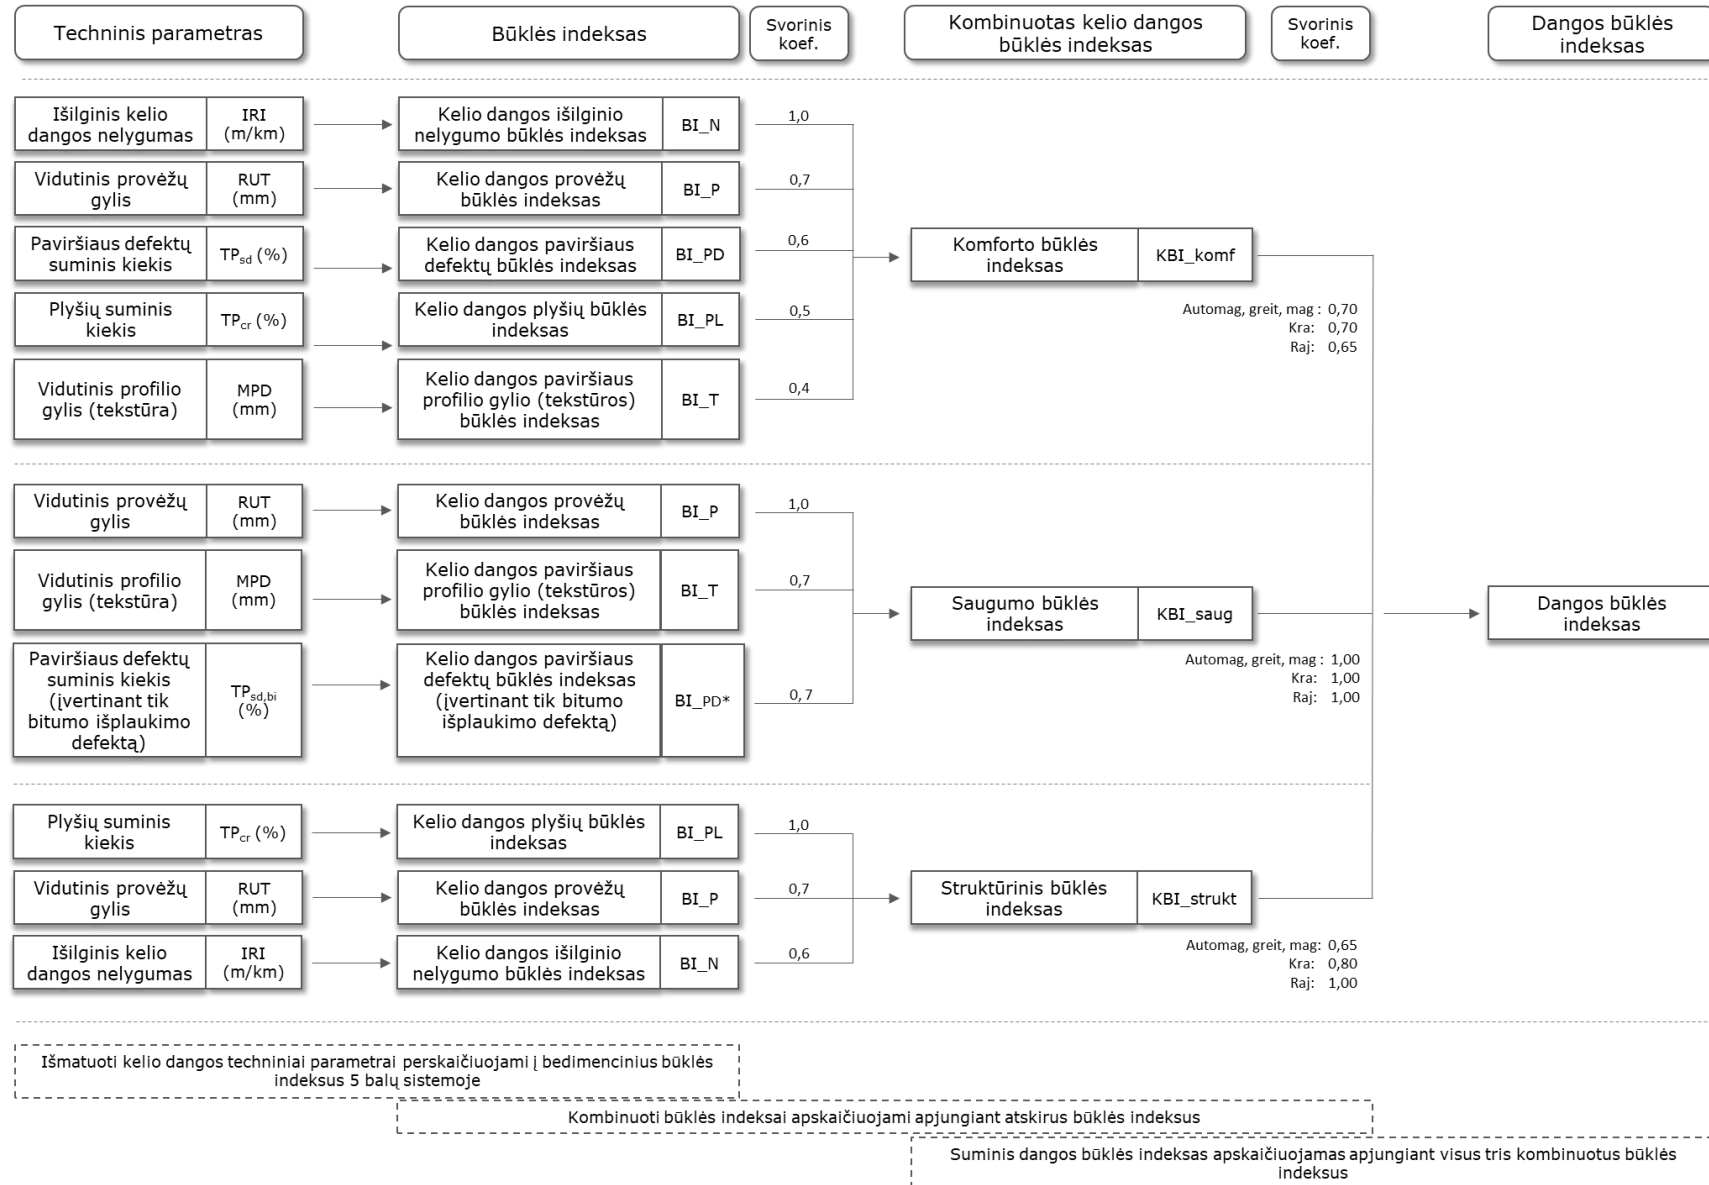 Techninis parametras
Būklės indeksas
Svorinis
koef.
Kombinuotas kelio dangos
būklės indeksas
Svorinis
koef.
Dangos būklės
indeksas
Išilginis kelio
dangos nelygumas
IRI
(m/km)
Kelio dangos išilginio
nelygumo būklės indeksas
BI_N
1,0
Vidutinis provėžų
gylis
RUT
(mm)
Kelio dangos provėžų
būklės indeksas
BI_P
0,7
Paviršiaus defektų
suminis kiekis
TPsd (%)
Kelio dangos paviršiaus
defektų būklės indeksas
BI_PD
0,6
Plyšių suminis
kiekis
TPcr (%)
Kelio dangos plyšių būklės
indeksas
BI_PL
0,5
Vidutinis profilio
gylis (tekstūra)
MPD
(mm)
Kelio dangos paviršiaus
profilio gylio (tekstūros)
būklės indeksas
BI_T
0,4
Komforto būklės
indeksas
KBI_komf
Automag, greit, mag : 0,70
Kra: 0,70
Raj: 0,65
Vidutinis provėžų
gylis
RUT
(mm)
Kelio dangos provėžų
būklės indeksas
BI_P
1,0
Vidutinis profilio
gylis (tekstūra)
MPD
(mm)
Kelio dangos paviršiaus
profilio gylio (tekstūros)
būklės indeksas
BI_T
0,7
Paviršiaus defektų
suminis kiekis
(įvertinant tik
bitumo išplaukimo
defektą)
TPsd,bi
(%)
Kelio dangos paviršiaus
defektų būklės indeksas
(įvertinant tik bitumo
išplaukimo defektą)
BI_PD*
0,7
Saugumo būklės
indeksas
KBI_saug
Automag, greit, mag : 1,00
Kra: 1,00
Raj: 1,00
Dangos būklės
indeksas
Plyšių suminis
kiekis
TPcr (%)
Kelio dangos plyšių būklės
indeksas
BI_PL
1,0
Vidutinis provėžų
gylis
RUT
(mm)
Kelio dangos provėžų
būklės indeksas
BI_P
0,7
Išilginis kelio
dangos nelygumas
IRI
(m/km)
Kelio dangos išilginio
nelygumo būklės indeksas
BI_N
0,6
Struktūrinis būklės
indeksas
KBI_strukt
Automag, greit, mag: 0,65
Kra: 0,80
Raj: 1,00
Išmatuoti kelio dangos techniniai parametrai perskaičiuojami į bedimencinius būklės
indeksus 5 balų sistemoje
Kombinuoti būklės indeksai apskaičiuojami apjungiant atskirus būklės indeksus
Suminis dangos būklės indeksas apskaičiuojamas apjungiant visus tris kombinuotus būklės
indeksus